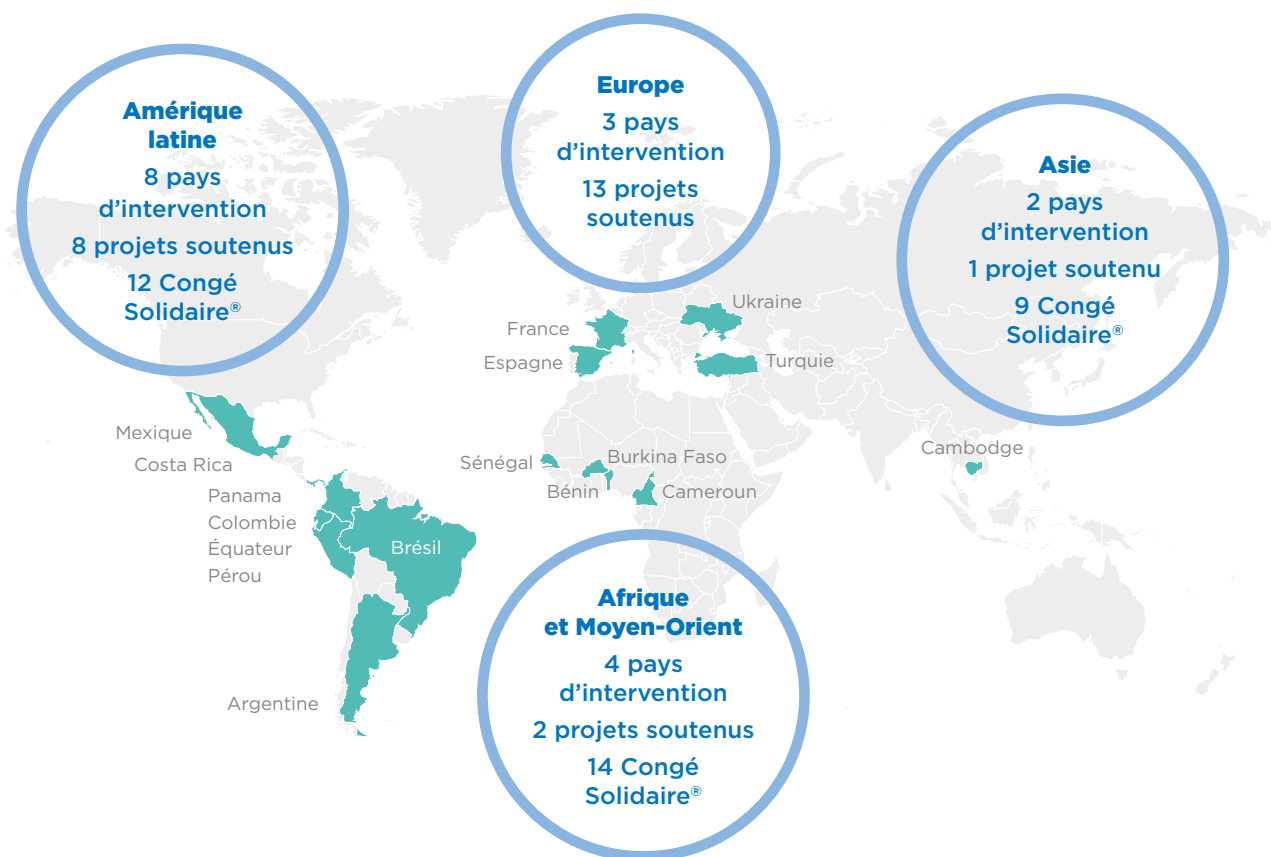 Amérique
latine
8 pays
d’intervention
8 projets soutenus
12 Congé
Solidaire®
Europe
3 pays
d’intervention
13 projets
soutenus
Asie
2 pays
d’intervention
1 projet soutenu
9 Congé
Solidaire®
Ukraine
France
Espagne
Turquie
Mexique
Costa Rica
Panama
Colombie
Équateur
Pérou
Brésil
Argentine
Sénégal
Burkina Faso
Bénin
Cameroun
Cambodge
Afrique
et Moyen-Orient
4 pays
d’intervention
2 projets soutenus
14 Congé
Solidaire®